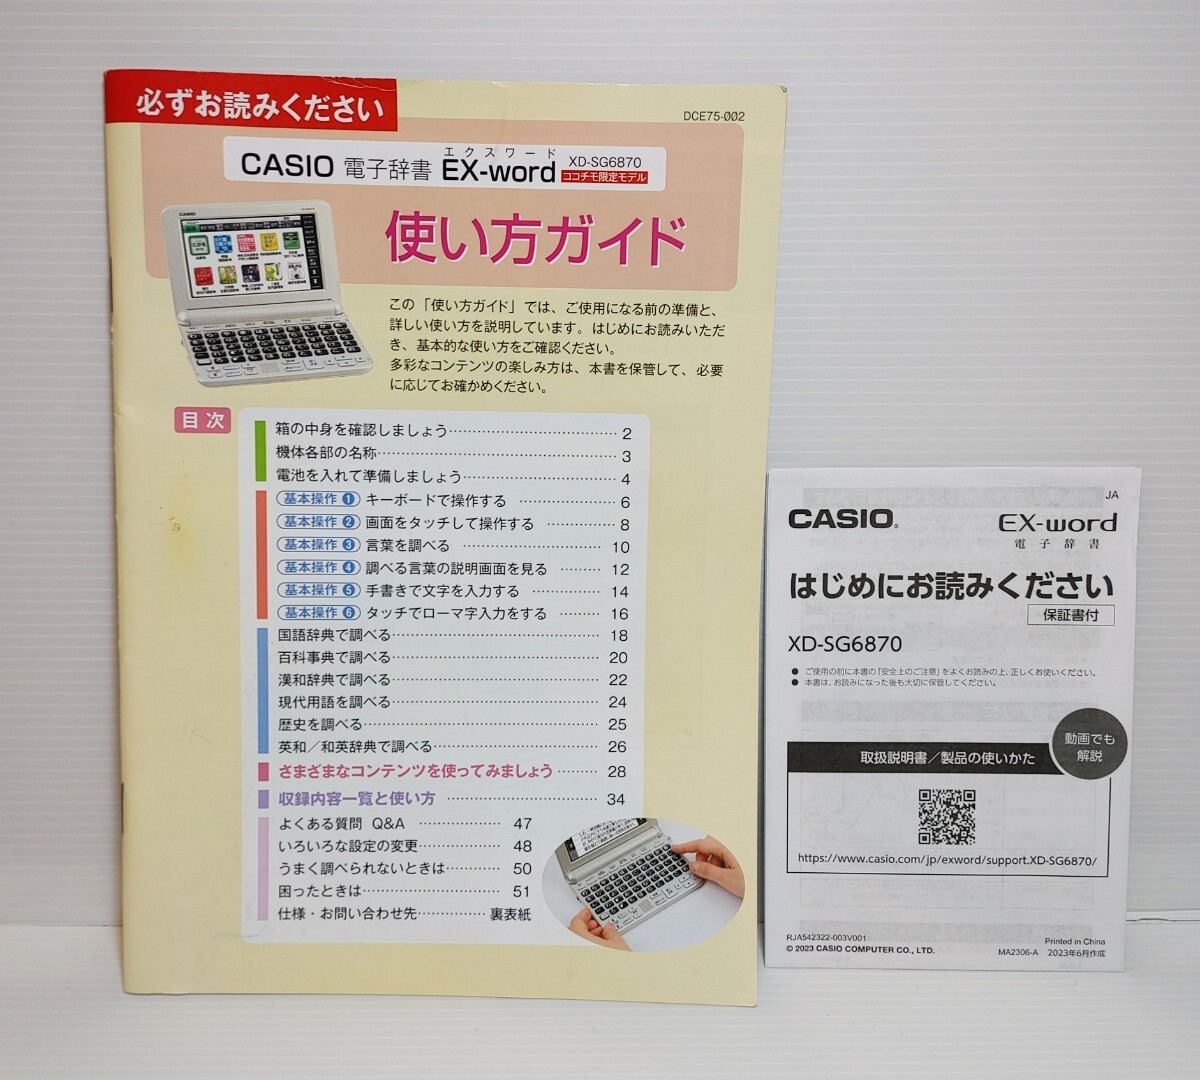 必ずお読みください
DCE75-002
エクスワード
CASIO 電子辞書 EX-word XD-SG6870
ココチモ限定モデル
使い方ガイド
この「使い方ガイド」では、ご使用になる前の準備と、
詳しい使い方を説明しています。はじめにお読みいただ
き、基本的な使い方をご確認ください。
多彩なコンテンツの楽しみ方は、本書を保管して、必要
に応じてお確かめください。
目次
箱の中身を確認しましょう 2
機体各部の名称 3
電池を入れて準備しましょう 4
基本操作 1 キーボードで操作する 6
基本操作 2 画面をタッチして操作する 8
基本操作 3 言葉を調べる 10
基本操作 4 調べる言葉の説明画面を見る 12
基本操作 5 手書きで文字を入力する 14
基本操作 6 タッチでローマ字入力をする 16
国語辞典で調べる 18
百科事典で調べる 20
漢和辞典で調べる 22
現代用語を調べる 24
歴史を調べる 25
英和／和英辞典で調べる 26
さまざまなコンテンツを使ってみましょう 28
収録内容一覧と使い方 34
よくある質問 Q&A 47
いろいろな設定の変更 48
うまく調べられないときは 50
困ったときは 51
仕様・お問い合わせ先 裏表紙
JA
CASIO®
EX-word
電子辞書
はじめにお読みください
保証書付
XD-SG6870
● ご使用の前に本書の「安全上のご注意」をよくお読みの上、正しくお使いください。
● 本書は、お読みになった後も大切に保管してください。
動画でも
解説
取扱説明書／製品の使いかた
https://www.casio.com/jp/exword/support.XD-SG6870/
RJA542322-003V001
© 2023 CASIO COMPUTER CO., LTD.
Printed in China
MA2306-A 2023年6月作成